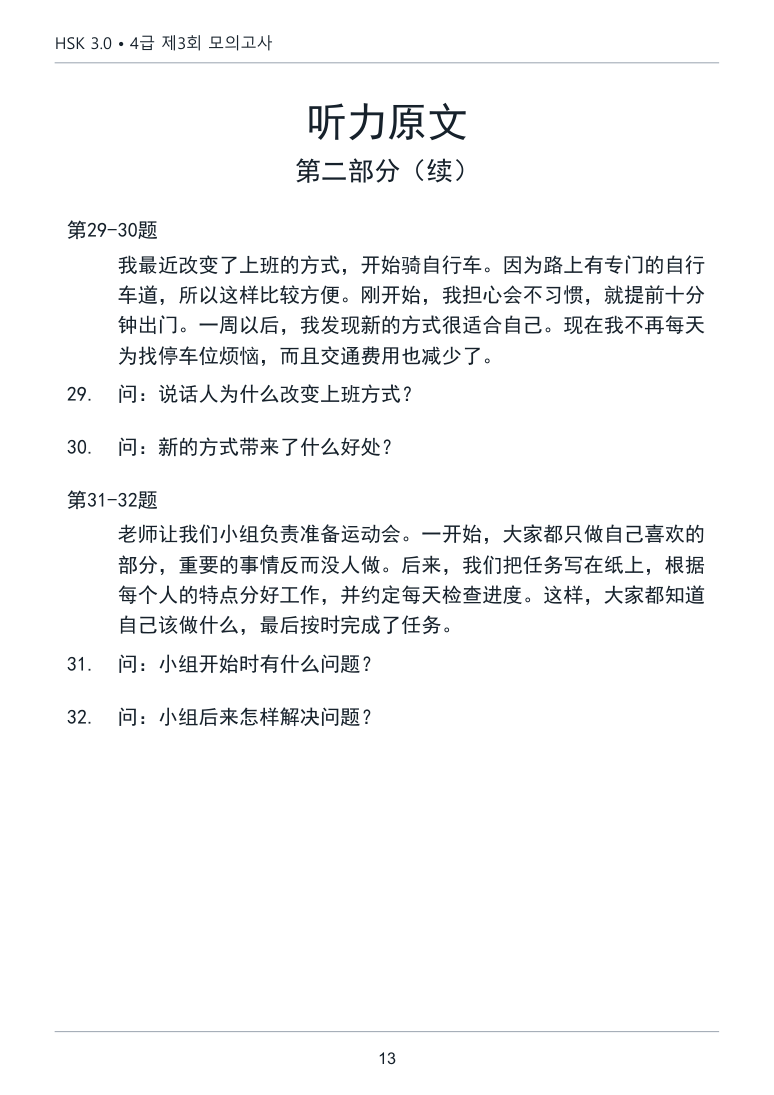 HSK 3.0 • 4급 제3회 모의고사
听力原文
第二部分（续）
第29-30题
我最近改变了上班的方式，开始骑自行车。因为路上有专门的自行
车道，所以这样比较方便。刚开始，我担心会不习惯，就提前十分
钟出门。一周以后，我发现新的方式很适合自己。现在我不再每天
为找停车位烦恼，而且交通费用也减少了。
29. 问：说话人为什么改变上班方式？
30. 问：新的方式带来了什么好处？
第31-32题
老师让我们小组负责准备运动会。一开始，大家都只做自己喜欢的
部分，重要的事情反而没人做。后来，我们把任务写在纸上，根据
每个人的特点分好工作，并约定每天检查进度。这样，大家都知道
自己该做什么，最后按时完成了任务。
31. 问：小组开始时有什么问题？
32. 问：小组后来怎样解决问题？
13